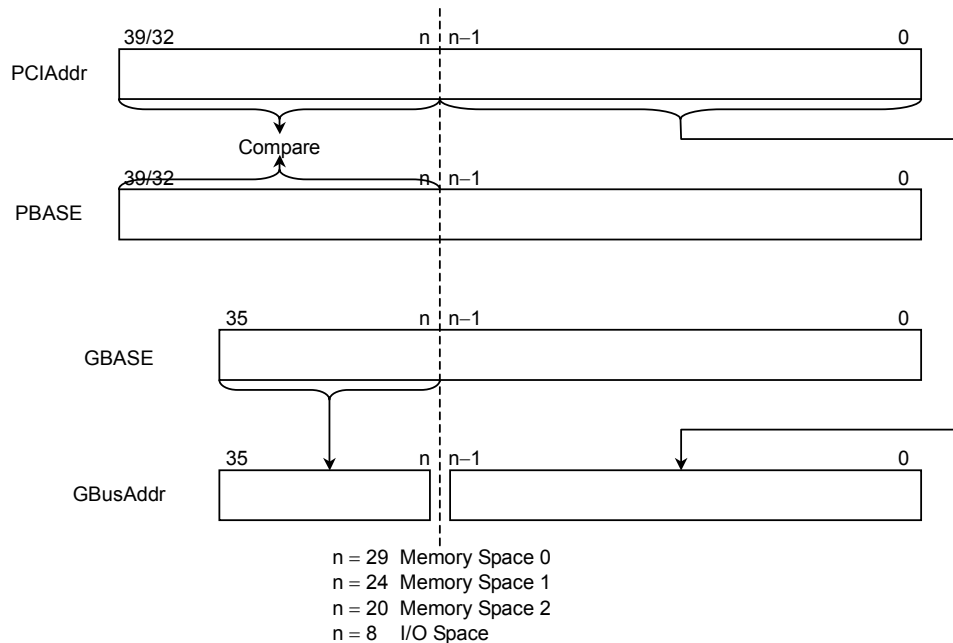 39/32 n n−1 0
PCIAddr
Compare
39/32 n n−1 0
PBASE
35 n n−1 0
GBASE
35 n n−1 0
GBusAddr
n = 29 Memory Space 0
n = 24 Memory Space 1
n = 20 Memory Space 2
n = 8 I/O Space